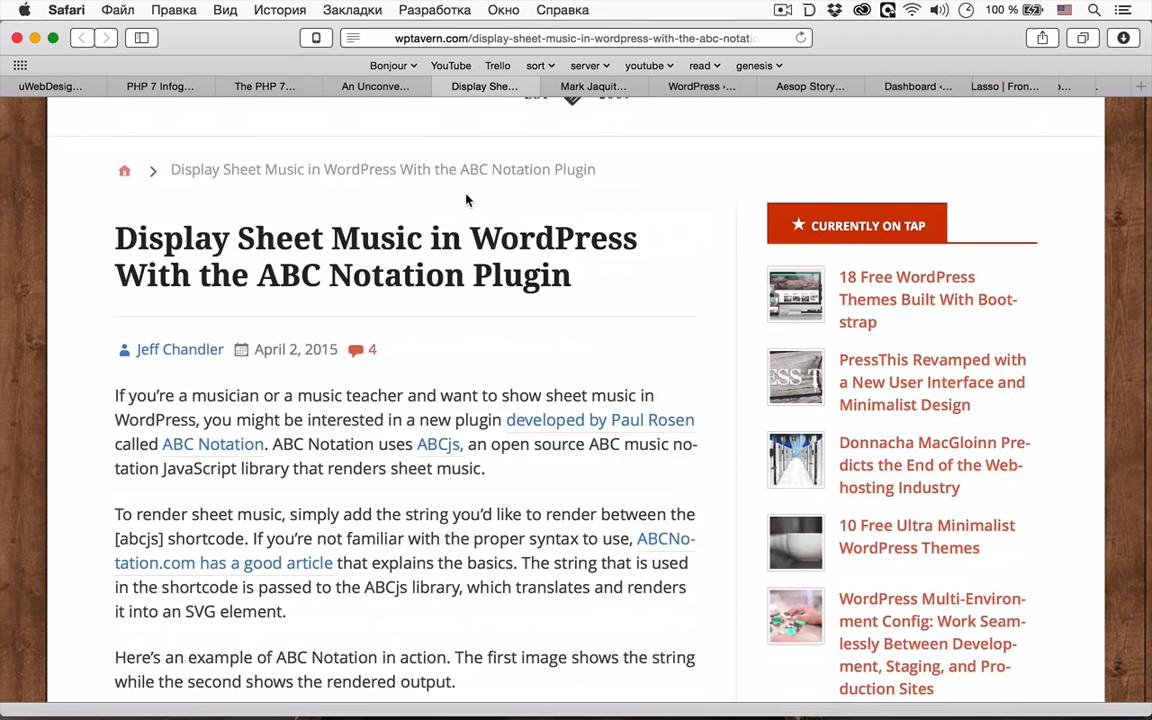 Safari Файл Правка Вид История Закладки Разработка Окно Справка 100 %
wptavern.com/display-sheet-music-in-wordpress-with-the-abc-notati
Bonjour YouTube Trello sort server youtube read genesis
uWebDesig... PHP 7 Infog... The PHP 7... An Unconve... Display She... Mark Jaquit... WordPress ›... Aesop Story... Dashboard ‹... Lasso | Fron...
Display Sheet Music in WordPress With the ABC Notation Plugin
Display Sheet Music in WordPress
With the ABC Notation Plugin
Jeff Chandler April 2, 2015 4
If you’re a musician or a music teacher and want to show sheet music in
WordPress, you might be interested in a new plugin developed by Paul Rosen
called ABC Notation. ABC Notation uses ABCjs, an open source ABC music no-
tation JavaScript library that renders sheet music.
To render sheet music, simply add the string you’d like to render between the
[abcjs] shortcode. If you’re not familiar with the proper syntax to use, ABCNo-
tation.com has a good article that explains the basics. The string that is used
in the shortcode is passed to the ABCjs library, which translates and renders
it into an SVG element.
Here’s an example of ABC Notation in action. The first image shows the string
while the second shows the rendered output.
CURRENTLY ON TAP
18 Free WordPress
Themes Built With Boot-
strap
PressThis Revamped with
a New User Interface and
Minimalist Design
Donnacha MacGloinn Pre-
dicts the End of the Web-
hosting Industry
10 Free Ultra Minimalist
WordPress Themes
WordPress Multi-Environ-
ment Config: Work Seam-
lessly Between Develop-
ment, Staging, and Pro-
duction Sites